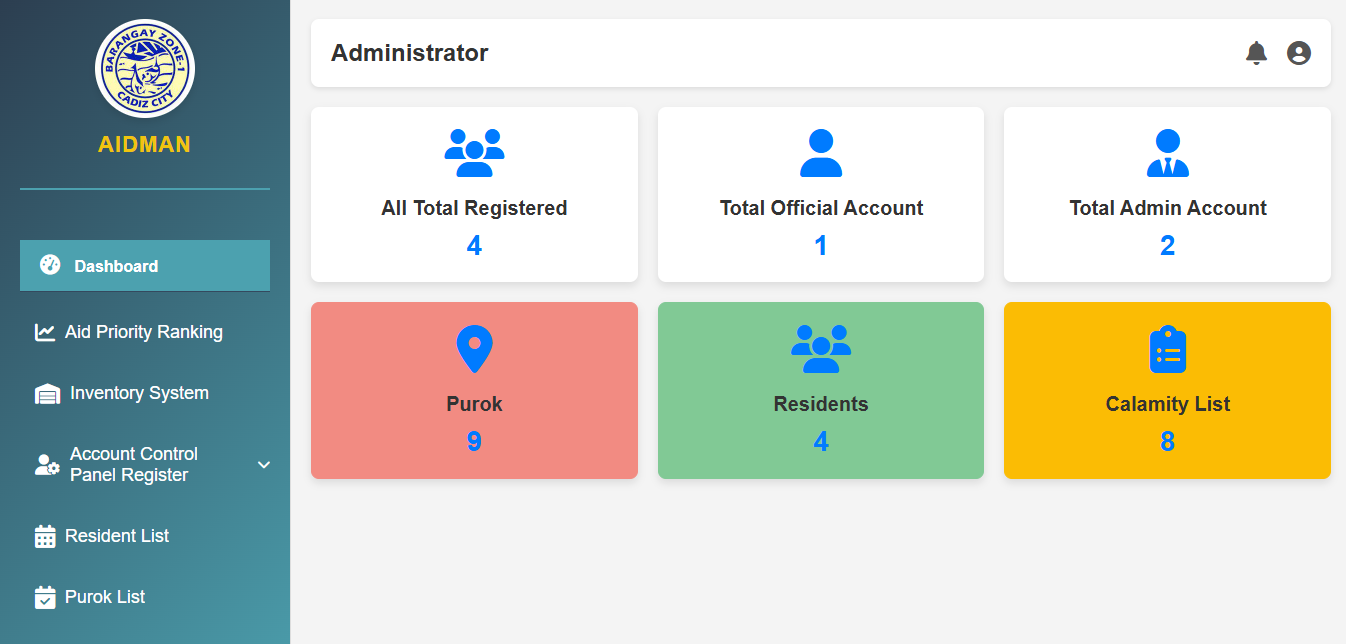 BARANGAY ZONE-1
CADIZ CITY
AIDMAN
Dashboard
Aid Priority Ranking
Inventory System
Account Control
Panel Register
Resident List
Purok List
Administrator
All Total Registered
4
Total Official Account
1
Total Admin Account
2
Purok
9
Residents
4
Calamity List
8